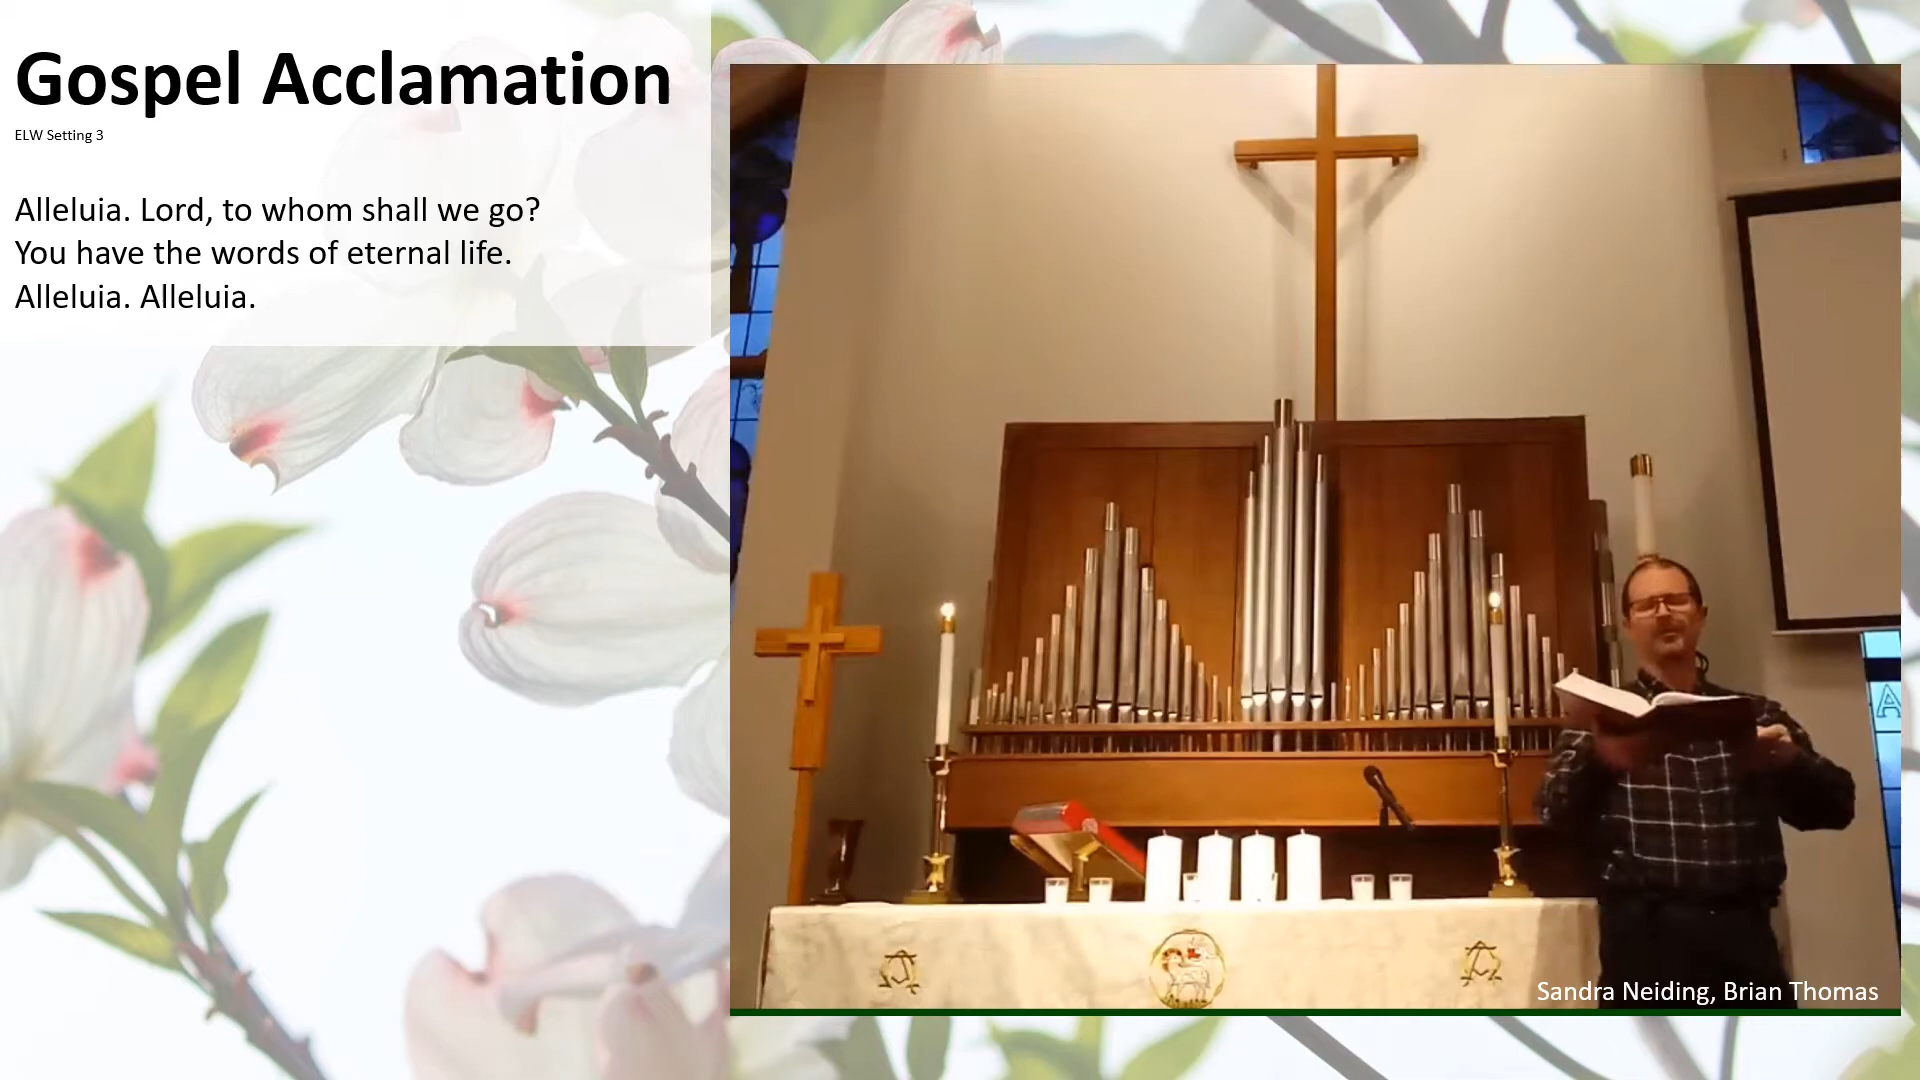 Gospel Acclamation
ELW Setting 3
Alleluia. Lord, to whom shall we go?
You have the words of eternal life.
Alleluia. Alleluia.
Sandra Neiding, Brian Thomas